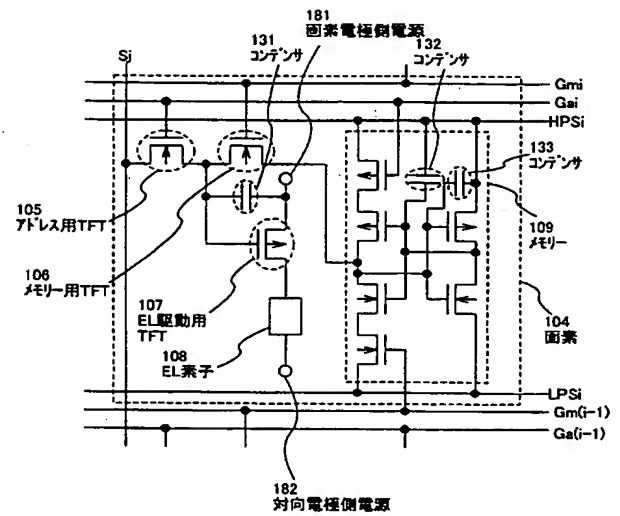 181
画素電極側電源
131
コンデンサ
132
コンデンサ
Si
Gmi
Gai
HPSi
133
コンデンサ
105
アドレス用TFT
109
メモリー
106
メモリー用TFT
107
EL駆動用
TFT
104
画素
108
EL素子
LPSi
Gm(i-1)
Ga(i-1)
182
対向電極側電源